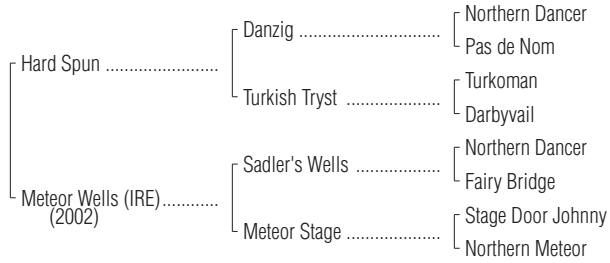 Northern Dancer
Danzig ......................................
Pas de Nom
Hard Spun ..............................
Turkoman
Turkish Tryst .........................
Darbyvail
Northern Dancer
Sadler's Wells ......................
Fairy Bridge
Meteor Wells (IRE)...............
(2002)
Stage Door Johnny
Meteor Stage .........................
Northern Meteor